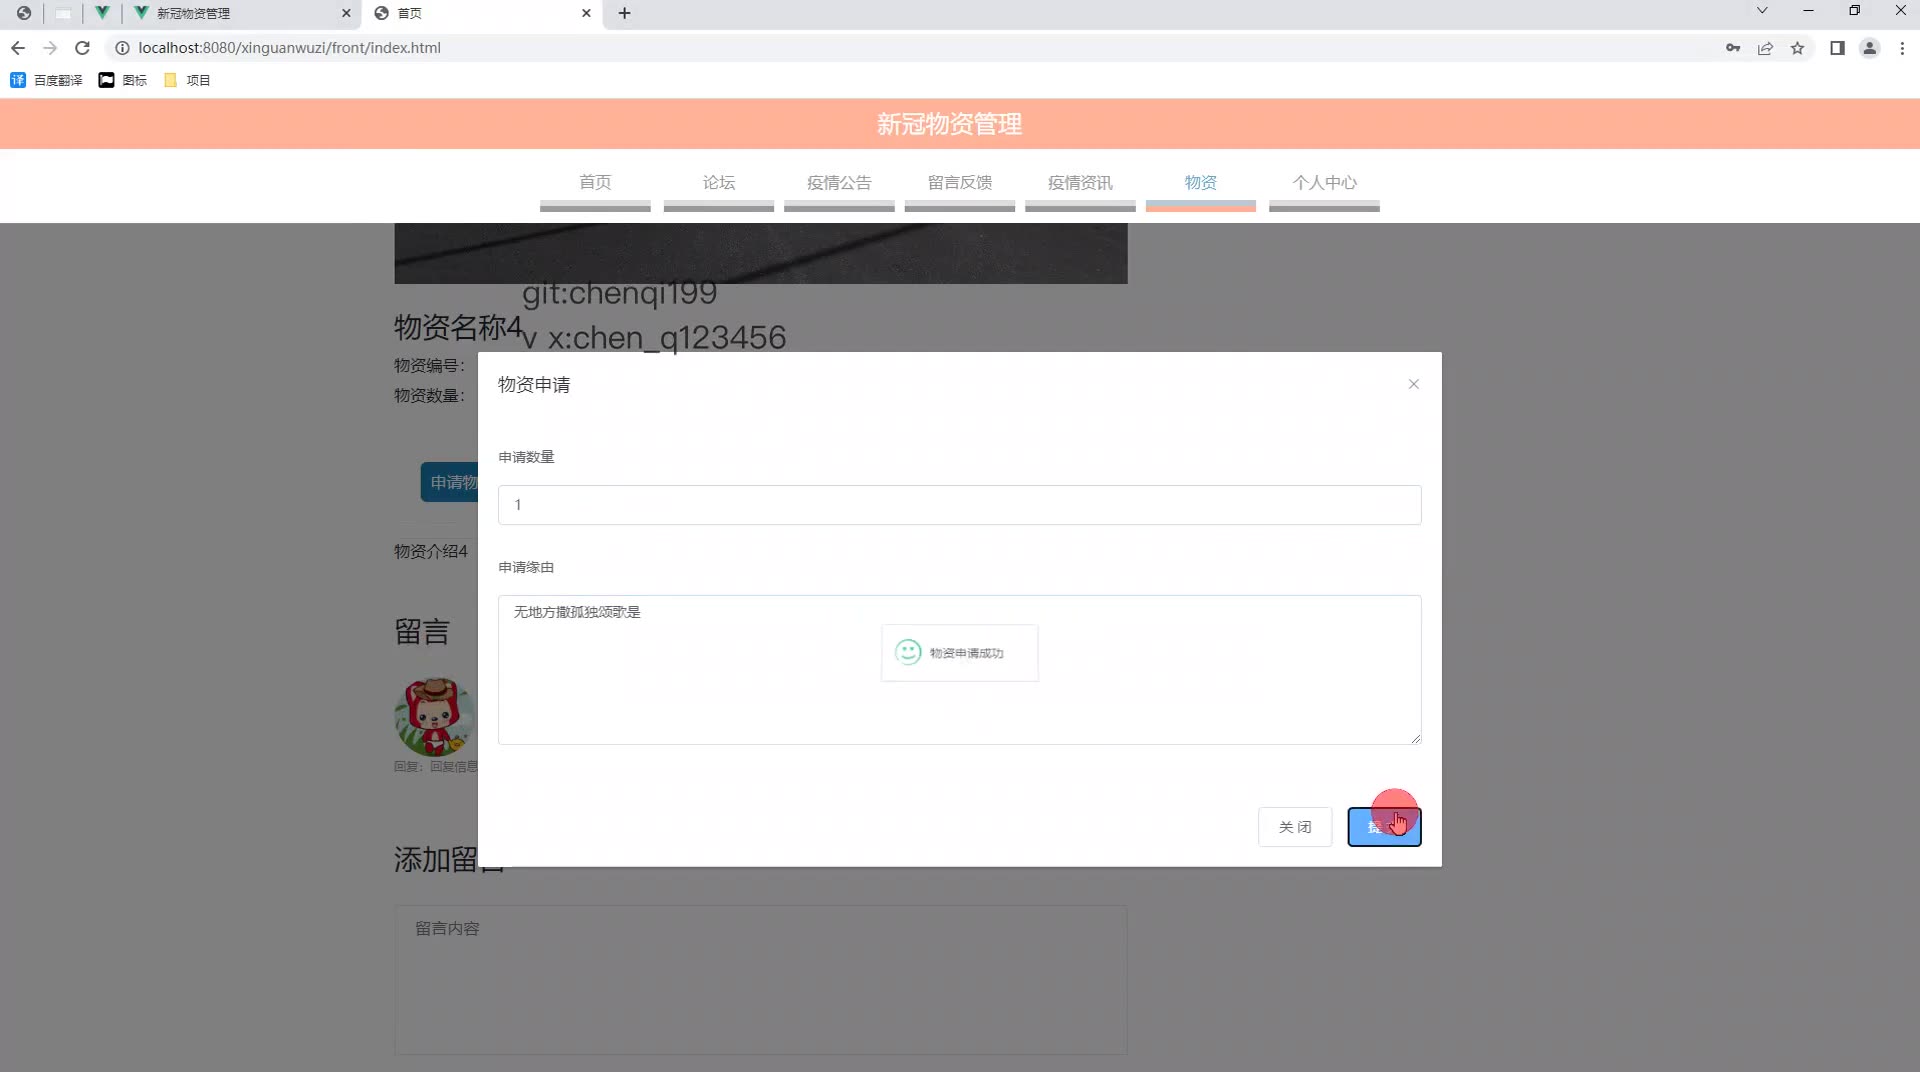 新冠物资管理
首页
localhost:8080/xinguanwuzi/front/index.html
译 百度翻译 图标 项目
新冠物资管理
首页 论坛 疫情公告 留言反馈 疫情资讯 物资 个人中心
git:chenqi199
物资名称4
v x:chen_q123456
物资编号:
物资数量:
物资申请
申请数量
申请物
1
物资介绍4
申请缘由
无地方撒孤独颂歌是
留言
物资申请成功
回复: 回复信息
关闭
提
添加留言
留言内容